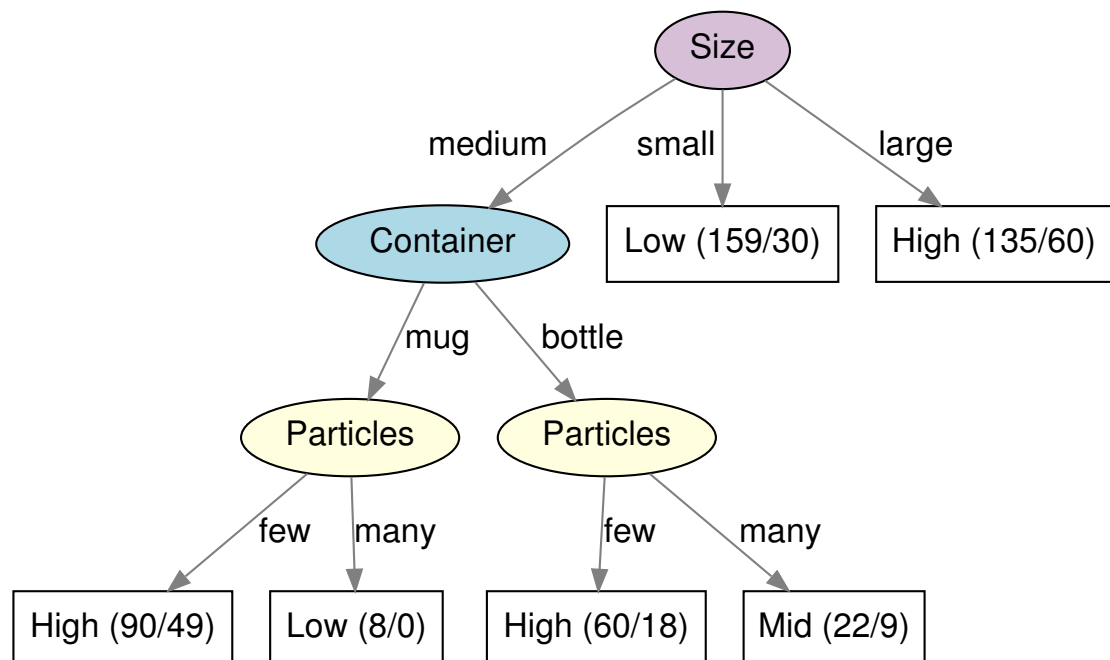 Size
medium
small
large
Container
Low (159/30)
High (135/60)
mug
bottle
Particles
Particles
few
many
few
many
High (90/49)
Low (8/0)
High (60/18)
Mid (22/9)